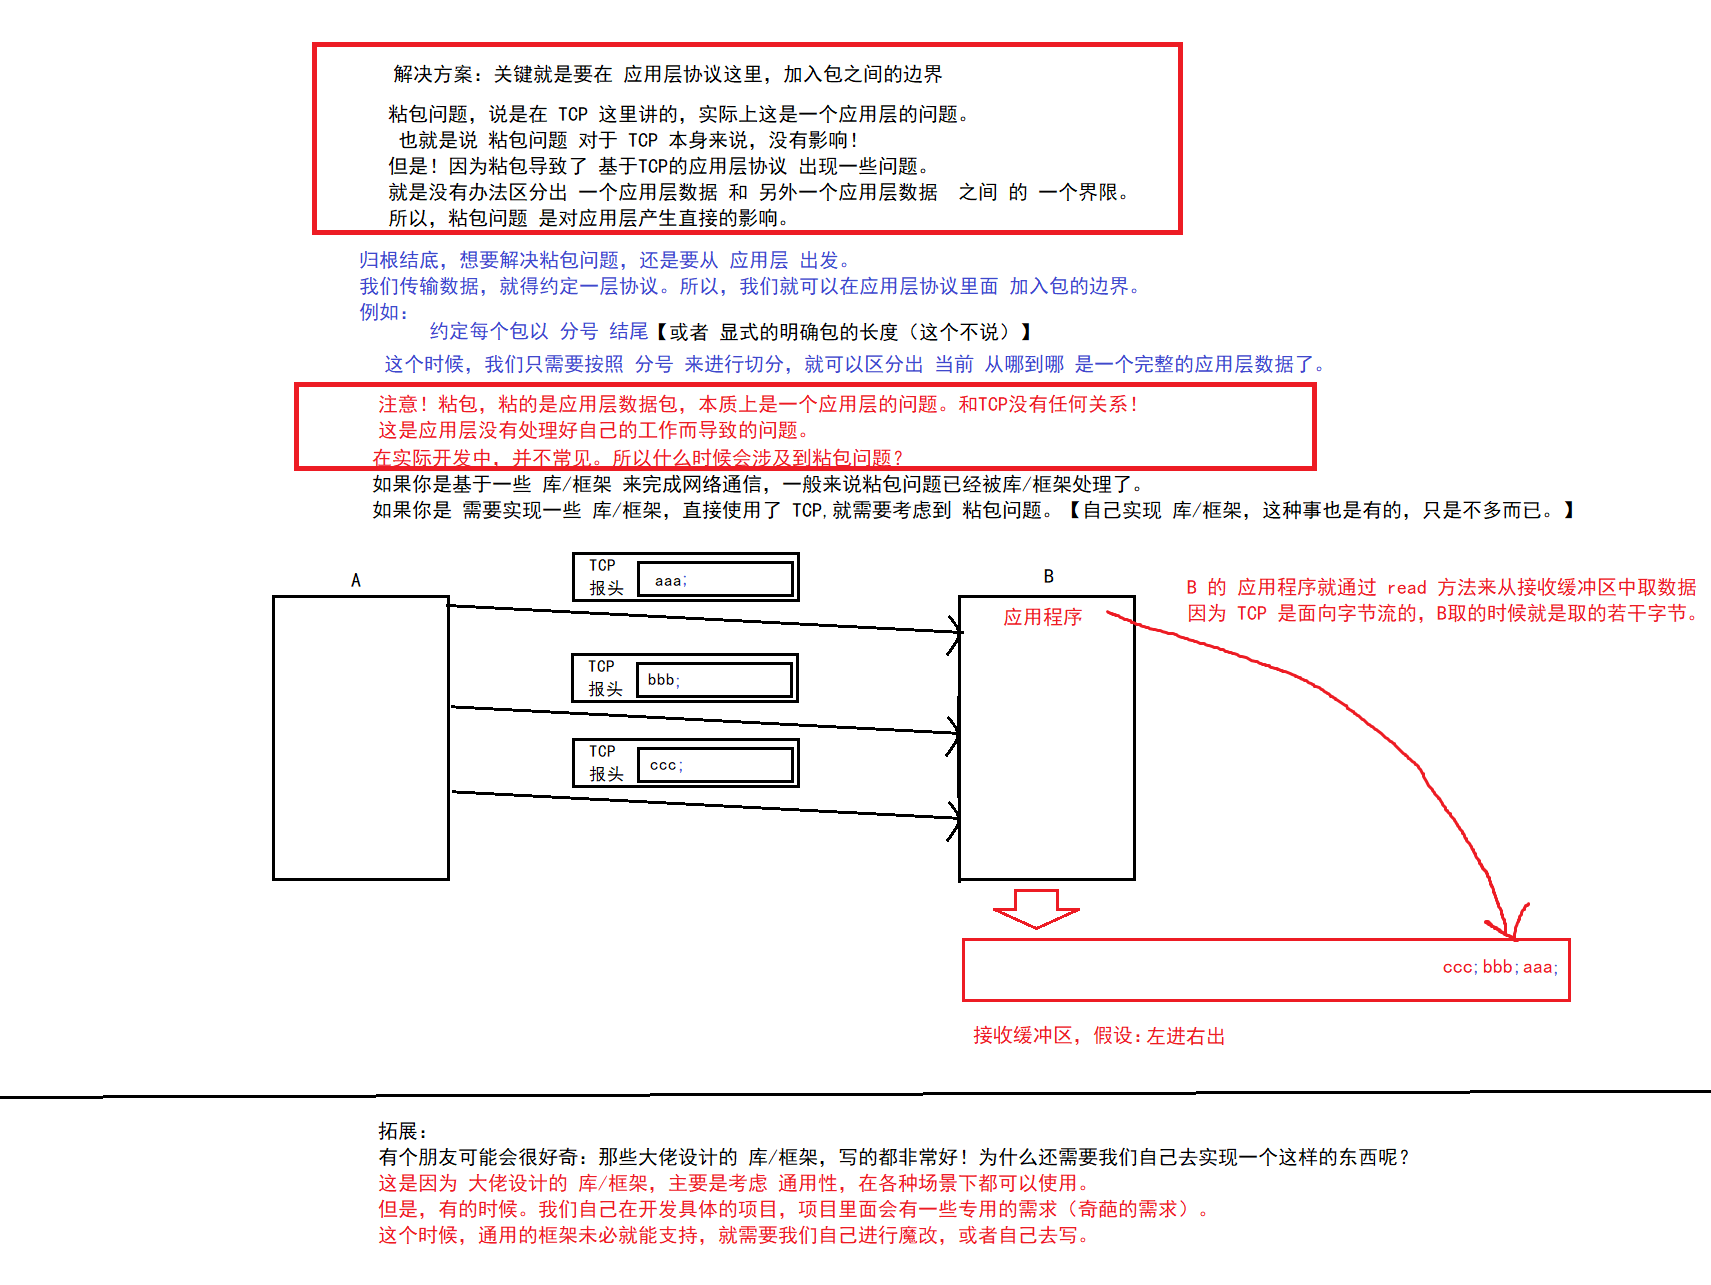 解决方案：关键就是要在 应用层协议这里，加入包之间的边界
粘包问题，说是在 TCP 这里讲的，实际上这是一个应用层的问题。
也就是说 粘包问题 对于 TCP 本身来说，没有影响！
但是！因为粘包导致了 基于TCP的应用层协议 出现一些问题。
就是没有办法区分出 一个应用层数据 和 另外一个应用层数据 之间 的 一个界限。
所以，粘包问题 是对应用层产生直接的影响。
归根结底，想要解决粘包问题，还是要从 应用层 出发。
我们传输数据，就得约定一层协议。所以，我们就可以在应用层协议里面 加入包的边界。
例如：
约定每个包以 分号 结尾【或者 显式的明确包的长度（这个不说）】
这个时候，我们只需要按照 分号 来进行切分，就可以区分出 当前 从哪到哪 是一个完整的应用层数据了。
注意！粘包，粘的是应用层数据包，本质上是一个应用层的问题。和TCP没有任何关系！
这是应用层没有处理好自己的工作而导致的问题。
在实际开发中，并不常见。所以什么时候会涉及到粘包问题？
如果你是基于一些 库/框架 来完成网络通信，一般来说粘包问题已经被库/框架处理了。
如果你是 需要实现一些 库/框架，直接使用了 TCP,就需要考虑到 粘包问题。【自己实现 库/框架，这种事也是有的，只是不多而已。】
A
TCP
报头
aaa;
B
应用程序
B 的 应用程序就通过 read 方法来从接收缓冲区中取数据
因为 TCP 是面向字节流的，B取的时候就是取的若干字节。
TCP
报头
bbb;
TCP
报头
ccc;
ccc;bbb;aaa;
接收缓冲区，假设：左进右出
拓展：
有个朋友可能会很好奇：那些大佬设计的 库/框架，写的都非常好！为什么还需要我们自己去实现一个这样的东西呢？
这是因为 大佬设计的 库/框架，主要是考虑 通用性，在各种场景下都可以使用。
但是，有的时候。我们自己在开发具体的项目，项目里面会有一些专用的需求（奇葩的需求）。
这个时候，通用的框架未必就能支持，就需要我们自己进行魔改，或者自己去写。